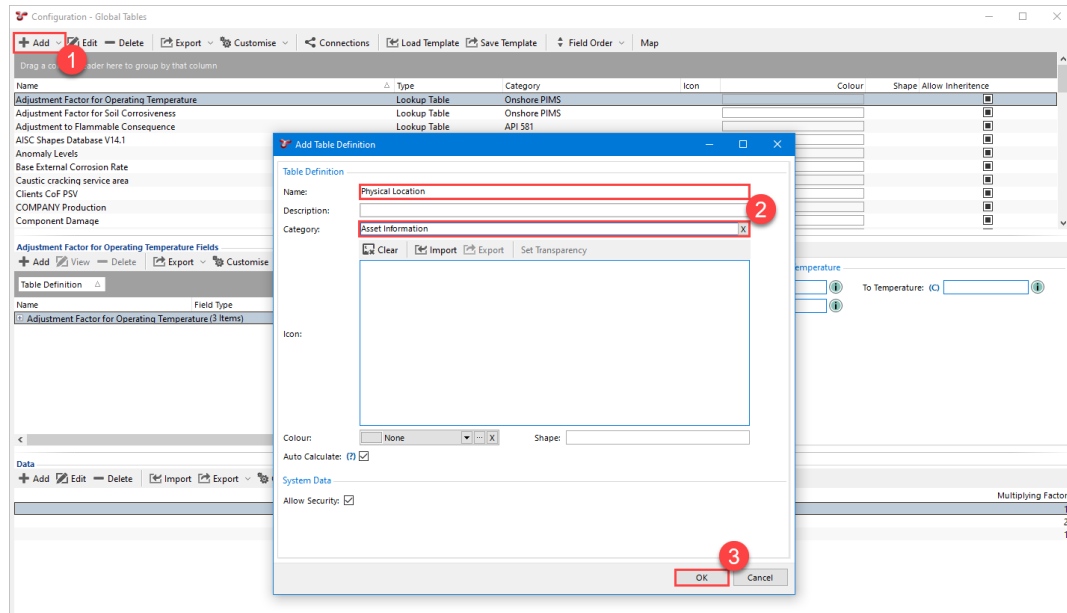 Configuration - Global Tables
Add Edit Delete Export Customise Connections Load Template Save Template Field Order Map
1
Drag a co ader here to group by that column
Name Type Category Icon Colour Shape Allow Inheritence
Adjustment Factor for Operating Temperature Lookup Table Onshore PIMS
Adjustment Factor for Soil Corrosiveness Lookup Table Onshore PIMS
Adjustment to Flammable Consequence Lookup Table API 581
AISC Shapes Database V14.1
Anomaly Levels
Base External Corrosion Rate
Caustic cracking service area
Clients CoF PSV
COMPANY Production
Component Damage
Add Table Definition
Table Definition
Name: Physical Location
Description:
2
Category: Asset Information X
Clear Import Export Set Transparency
Icon:
Colour: None ... X Shape:
Auto Calculate: (?)
System Data
Allow Security:
3
OK Cancel
Adjustment Factor for Operating Temperature Fields
Add View Delete Export Customise
emperature
Table Definition
To Temperature: (C)
Name Field Type
Adjustment Factor for Operating Temperature (3 Items)
Data
Add Edit Delete Import Export
Multiplying Factor
1
2
1